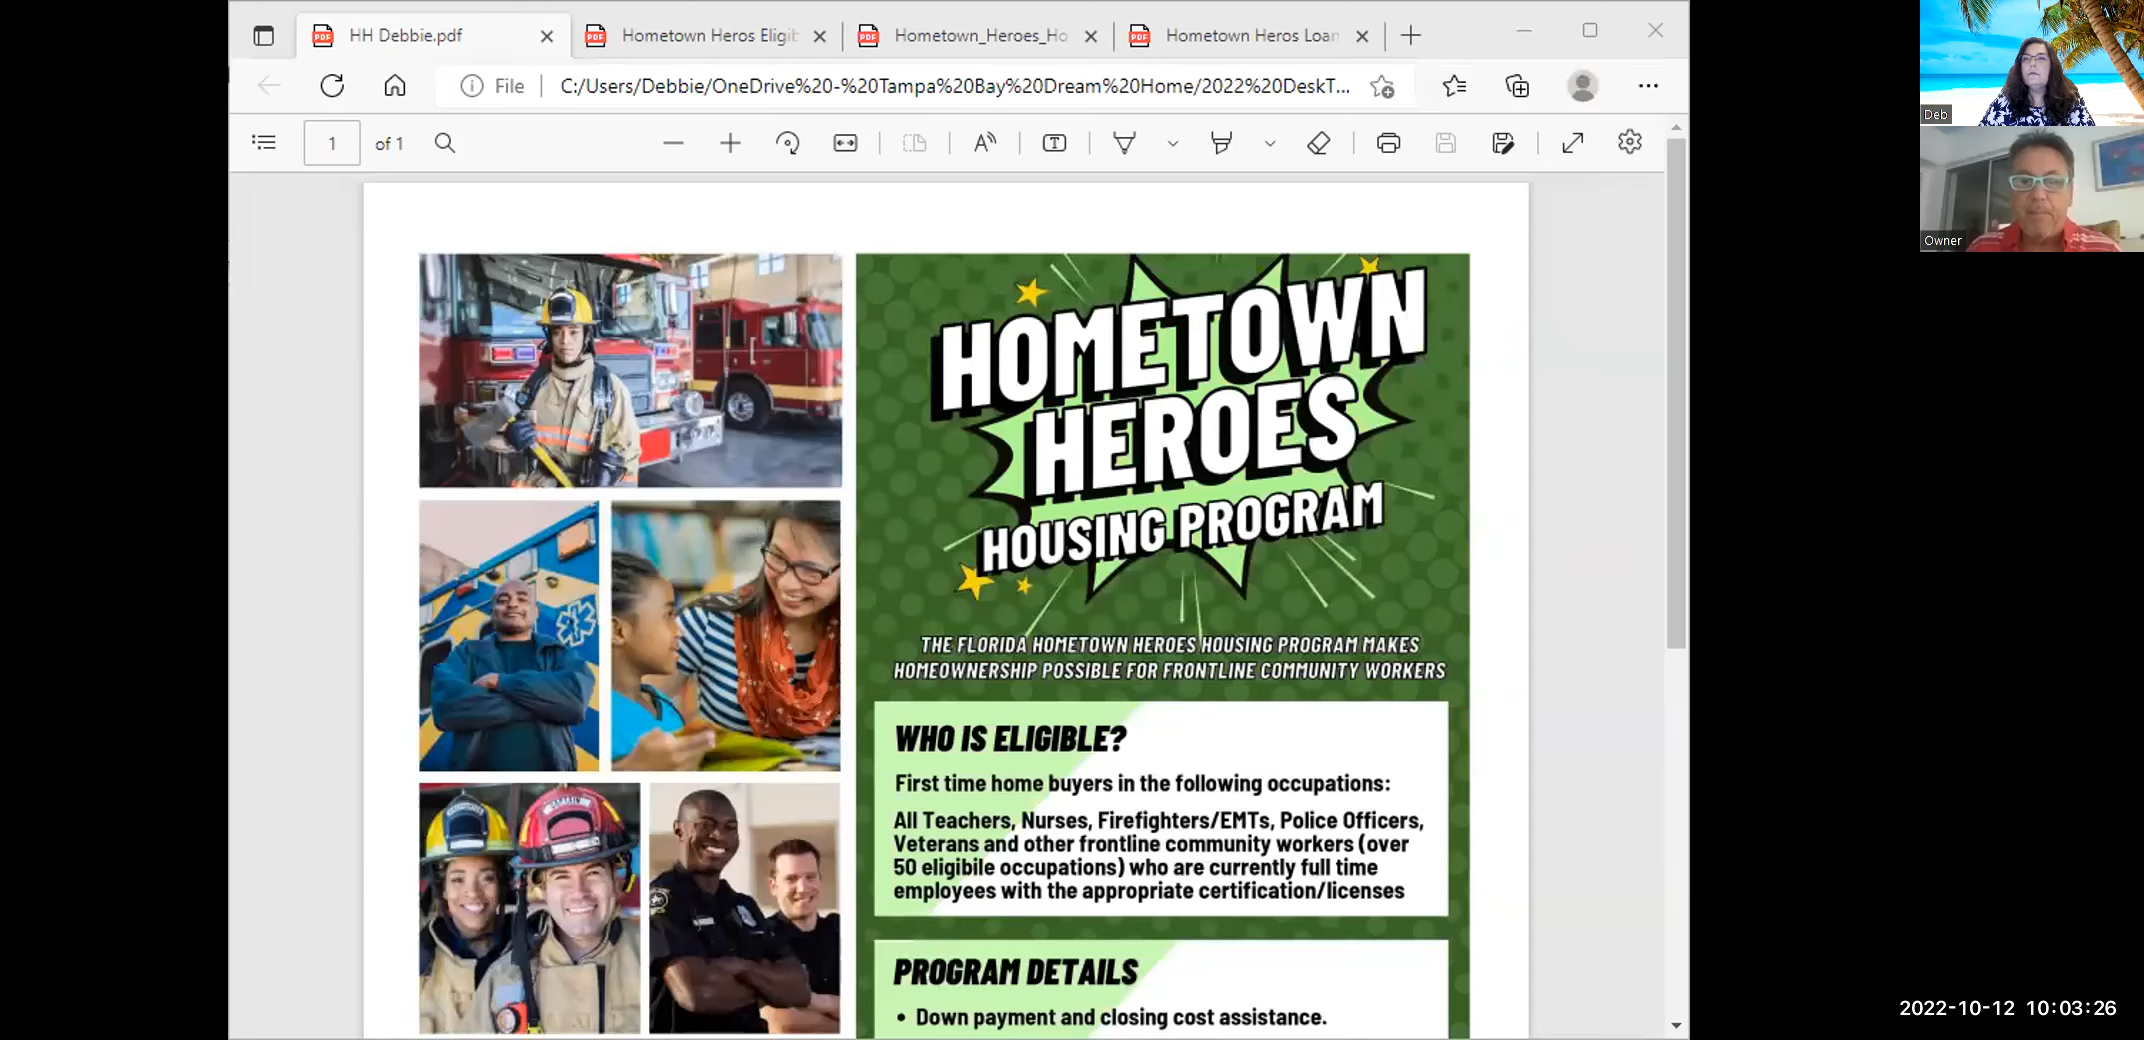 HH Debbie.pdf
Hometown Heros Eligib
Hometown_Heroes_Ho
Hometown Heros Loan
File
C:/Users/Debbie/OneDrive%20-%20Tampa%20Bay%20Dream%20Home/2022%20DeskT...
1 of 1
HOMETOWN
HEROES
HOUSING PROGRAM
THE FLORIDA HOMETOWN HEROES HOUSING PROGRAM MAKES
HOMEOWNERSHIP POSSIBLE FOR FRONTLINE COMMUNITY WORKERS
WHO IS ELIGIBLE?
First time home buyers in the following occupations:
All Teachers, Nurses, Firefighters/EMTs, Police Officers,
Veterans and other frontline community workers (over
50 eligibile occupations) who are currently full time
employees with the appropriate certification/licenses
PROGRAM DETAILS
• Down payment and closing cost assistance.
CAPTAIN
Deb
Owner
2022-10-12 10:03:26